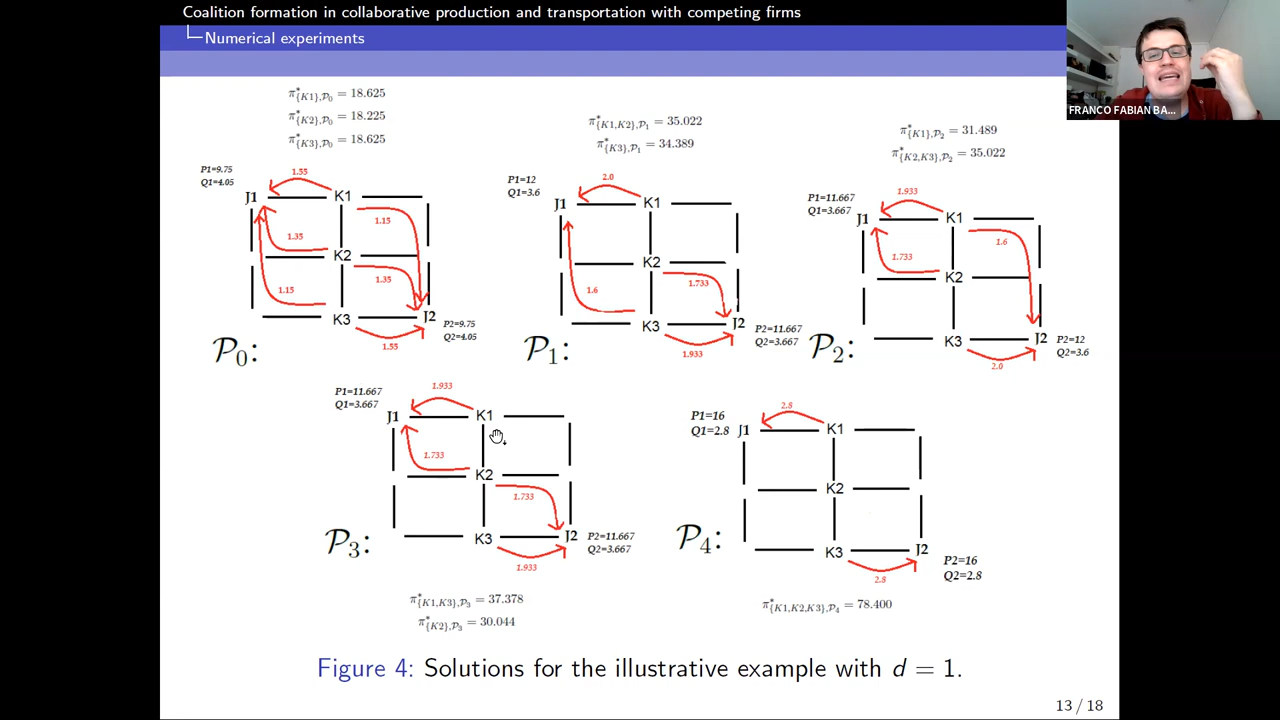 Coalition formation in collaborative production and transportation with competing firms
Numerical experiments
FRANCO FABIAN BA...
π*{K1},P0 = 18.625
π*{K2},P0 = 18.225
π*{K3},P0 = 18.625
P1=9.75
Q1=4.05
J1
1.55
K1
1.15
1.35
K2
1.35
1.15
K3
J2
1.55
P2=9.75
Q2=4.05
P0:
π*{K1,K2},P1 = 35.022
π*{K3},P1 = 34.389
P1=12
Q1=3.6
J1
2.0
K1
K2
1.733
1.6
K3
J2
1.933
P2=11.667
Q2=3.667
P1:
π*{K1},P2 = 31.489
π*{K2,K3},P2 = 35.022
P1=11.667
Q1=3.667
J1
1.933
K1
1.6
1.733
K2
K3
J2
2.0
P2=12
Q2=3.6
P2:
P1=11.667
Q1=3.667
J1
1.933
K1
1.733
K2
1.733
K3
J2
1.933
P2=11.667
Q2=3.667
P3:
π*{K1,K3},P3 = 37.378
π*{K2},P3 = 30.044
P1=16
Q1=2.8
J1
2.8
K1
K2
K3
J2
2.8
P2=16
Q2=2.8
P4:
π*{K1,K2,K3},P4 = 78.400
Figure 4: Solutions for the illustrative example with d = 1.
13 / 18